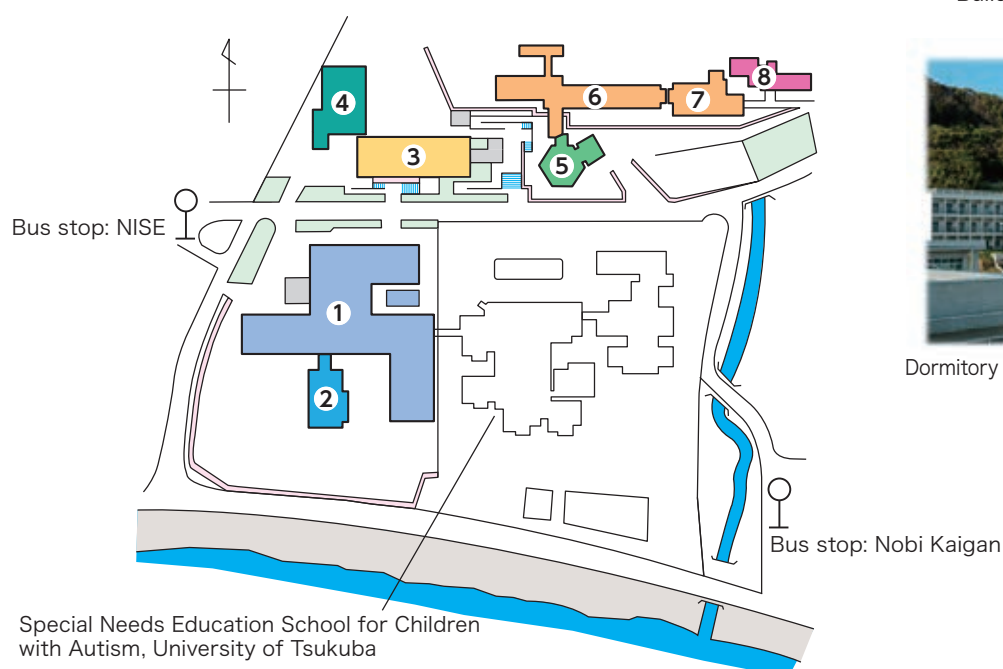 4
3
6
7
8
5
Bus stop: NISE
1
2
Dormitory
Bus stop: Nobi Kaigan
Special Needs Education School for Children
with Autism, University of Tsukuba